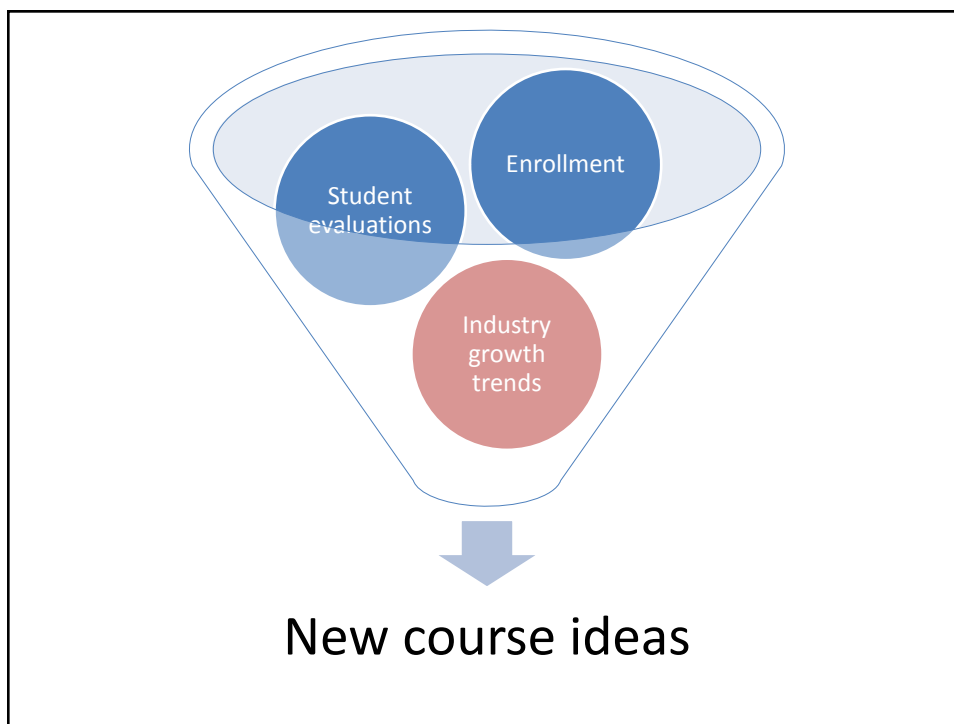 Enrollment
Student
evaluations
Industry
growth
trends
New course ideas